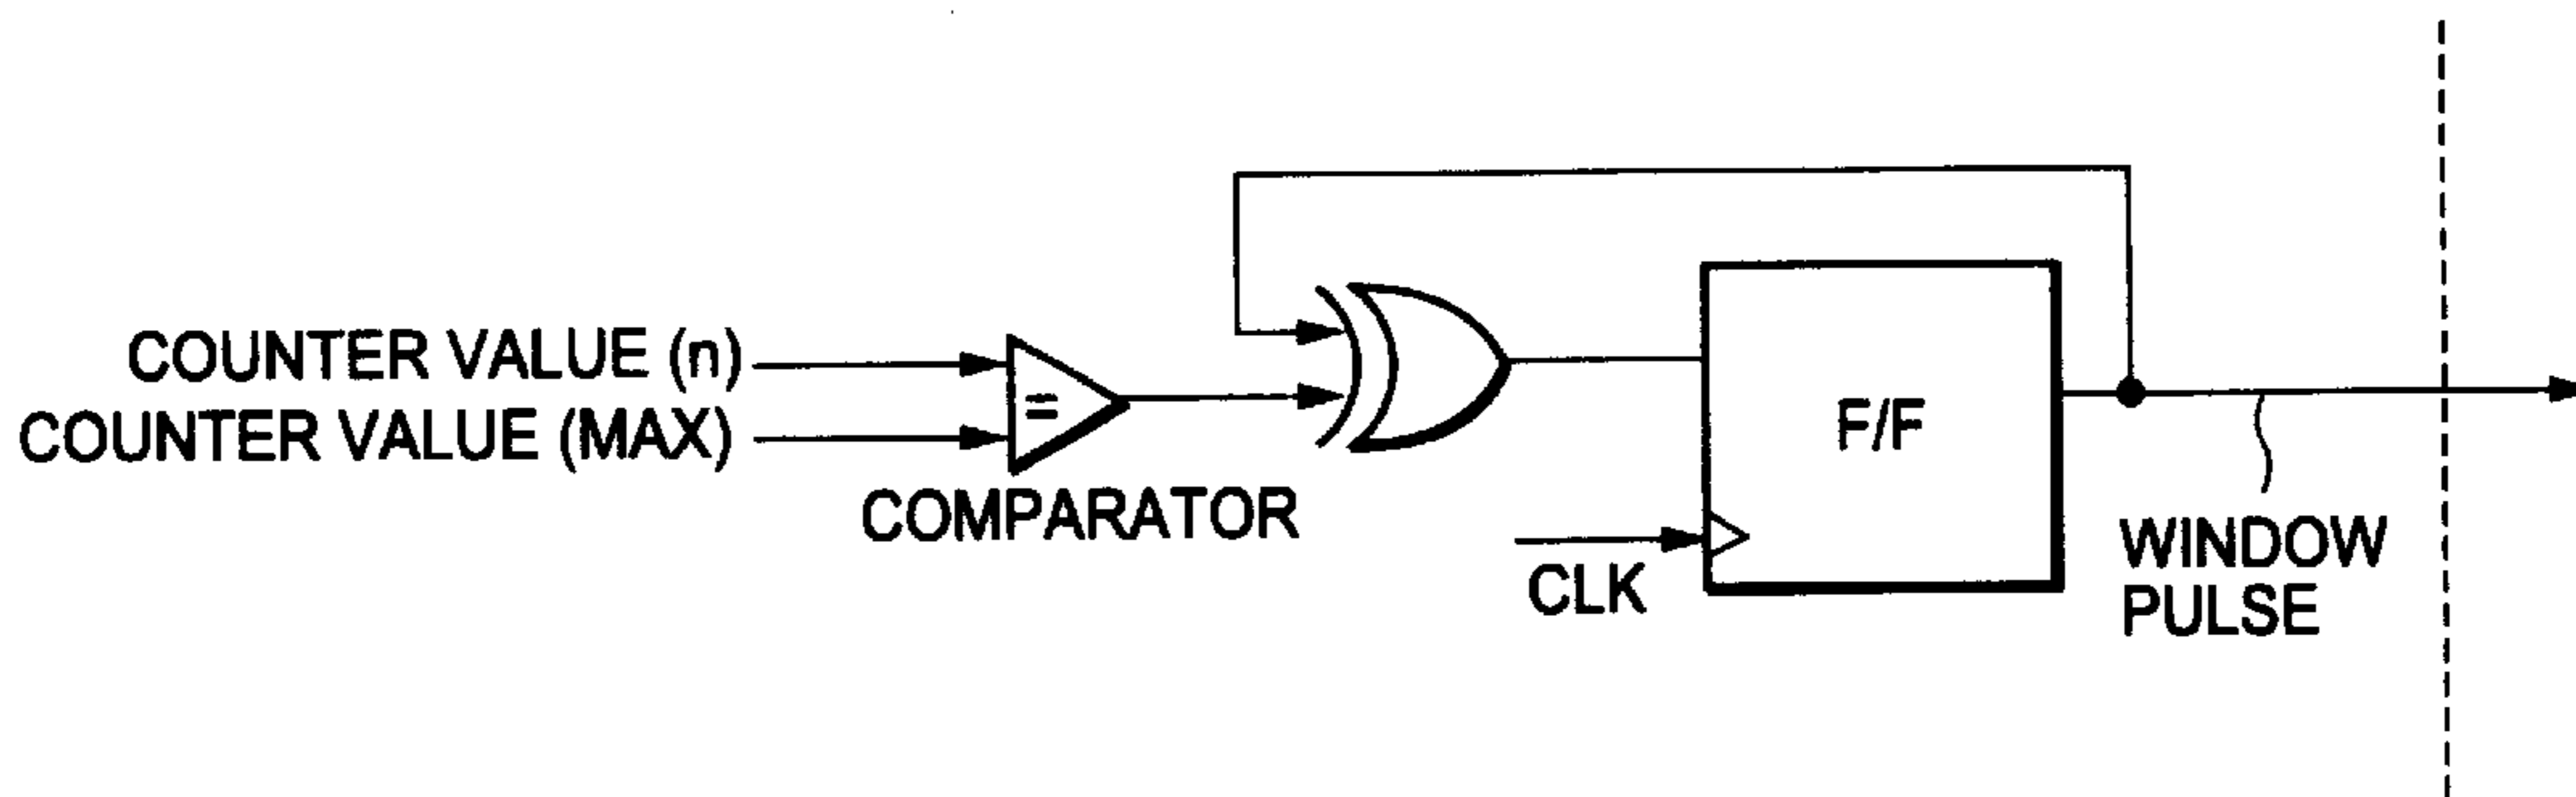 COUNTER VALUE (n)
COUNTER VALUE (MAX)
=
COMPARATOR
CLK
F/F
WINDOW
PULSE